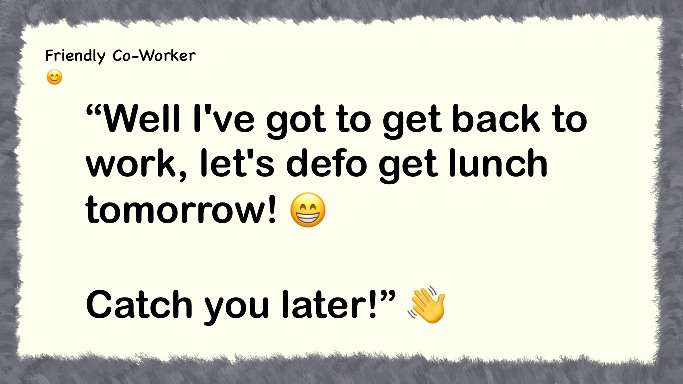 Friendly Co-Worker
😊
“Well I've got to get back to
work, let's defo get lunch
tomorrow! 😁
Catch you later!” 👋